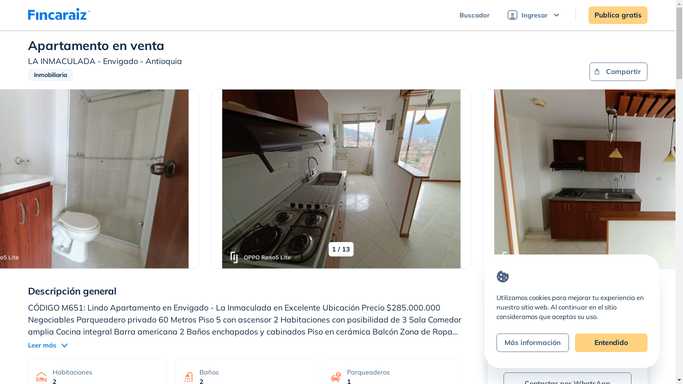 Fincaraiz
Buscador
Ingresar
Publica gratis
Apartamento en venta
LA INMACULADA - Envigado - Antioquia
Inmobiliaria
Compartir
no5 Lite
OPPO Reno5 Lite
1 / 13
Descripción general
CÓDIGO M651: Lindo Apartamento en Envigado - La Inmaculada en Excelente Ubicación Precio $285.000.000
Negociables Parqueadero privado 60 Metros Piso 5 con ascensor 2 Habitaciones con posibilidad de 3 Sala Comedor
amplia Cocina integral Barra americana 2 Baños enchapados y cabinados Piso en cerámica Balcón Zona de Ropa...
Leer más
Habitaciones
2
Baños
2
Parqueaderos
1
Utilizamos cookies para mejorar tu experiencia en
nuestro sitio web. Al continuar en el sitio
consideramos que aceptas su uso.
Más información
Entendido
Contactar por WhatsApp